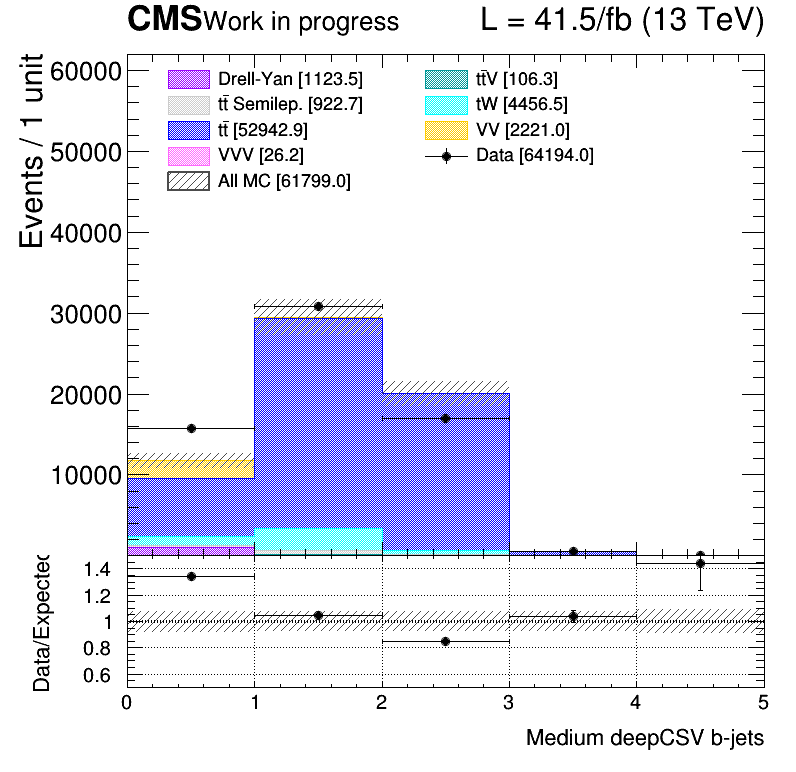 CMS Work in progress L = 41.5/fb (13 TeV)
Events / 1 unit
60000
50000
40000
30000
20000
10000
Drell-Yan [1123.5]
tt̄ Semilep. [922.7]
tt̄ [52942.9]
VVV [26.2]
All MC [61799.0]
tt̄V [106.3]
tW [4456.5]
VV [2221.0]
Data [64194.0]
Data/Expected
1.4
1.2
1
0.8
0.6
0 1 2 3 4 5
Medium deepCSV b-jets